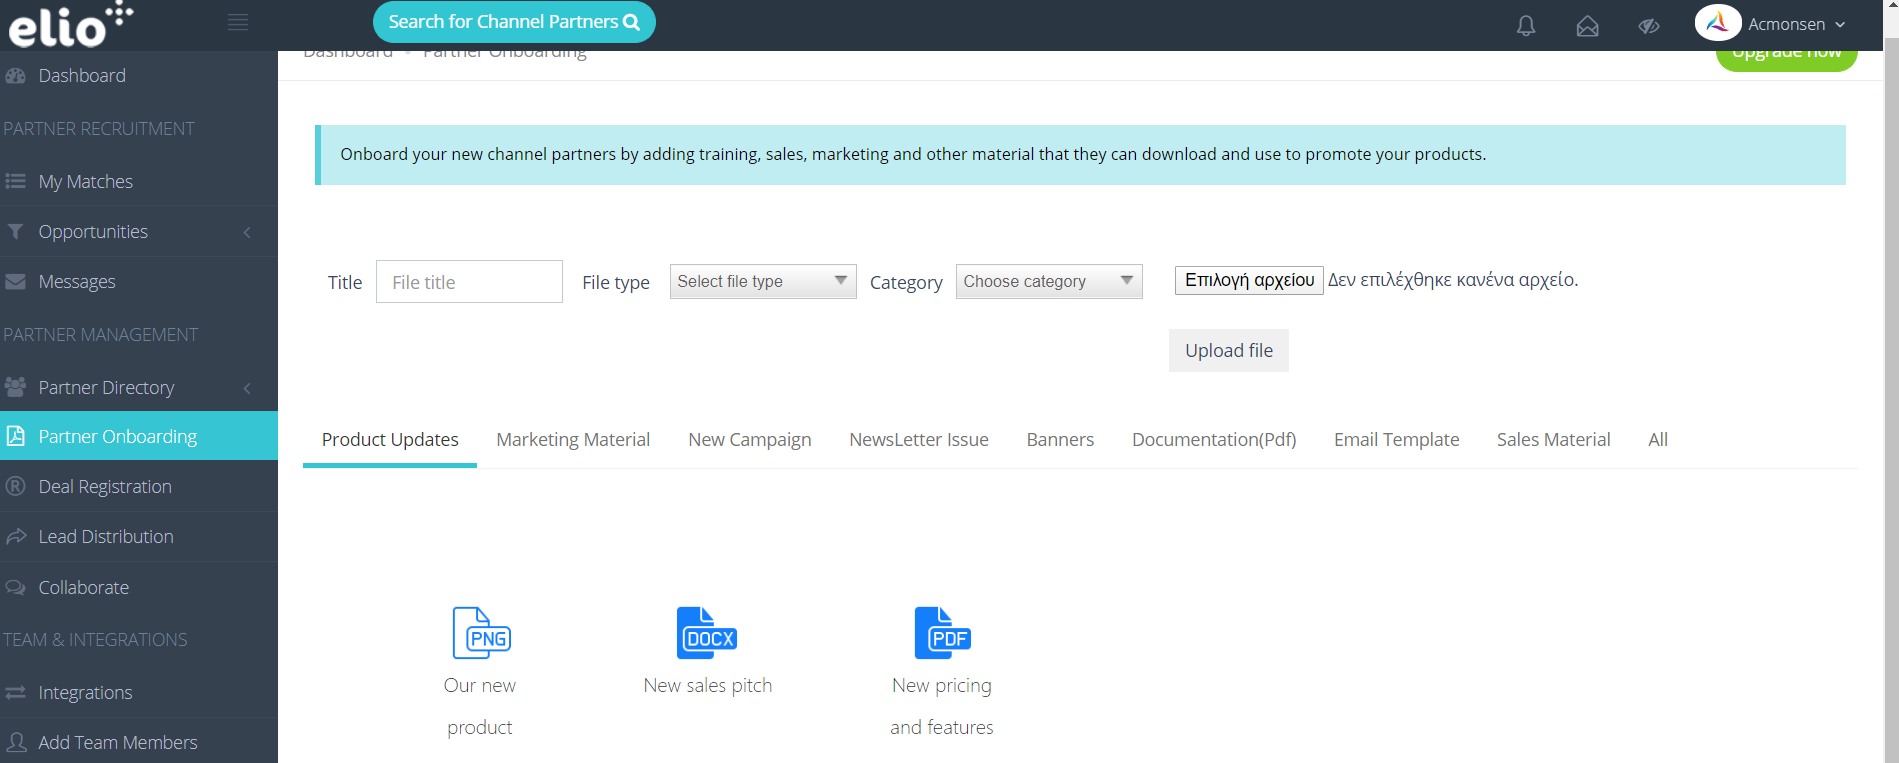 elio
Search for Channel Partners
Acmonsen
Dashboard - Partner Onboarding
Upgrade now
Dashboard
PARTNER RECRUITMENT
My Matches
Opportunities
Messages
PARTNER MANAGEMENT
Partner Directory
Partner Onboarding
Deal Registration
Lead Distribution
Collaborate
TEAM & INTEGRATIONS
Integrations
Add Team Members
Onboard your new channel partners by adding training, sales, marketing and other material that they can download and use to promote your products.
Title File title File type Select file type Category Choose category Επιλογή αρχείου Δεν επιλέχθηκε κανένα αρχείο.
Upload file
Product Updates Marketing Material New Campaign NewsLetter Issue Banners Documentation(Pdf) Email Template Sales Material All
PNG DOCX PDF
Our new New sales pitch New pricing
product and features